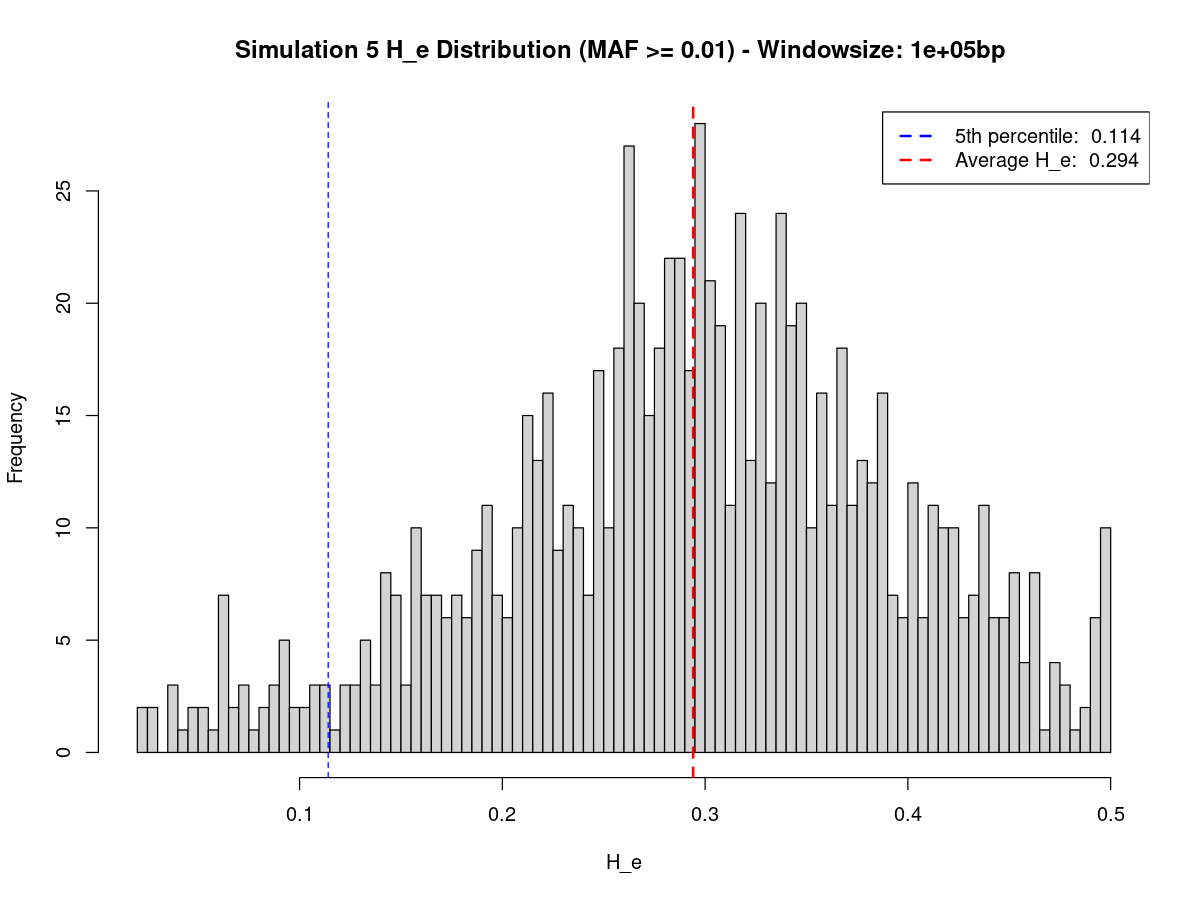 Simulation 5 H_e Distribution (MAF >= 0.01) - Windowsize: 1e+05bp
5th percentile:  0.114
Average H_e:  0.294
Frequency
25
20
15
10
5
0
0.1 0.2 0.3 0.4 0.5
H_e